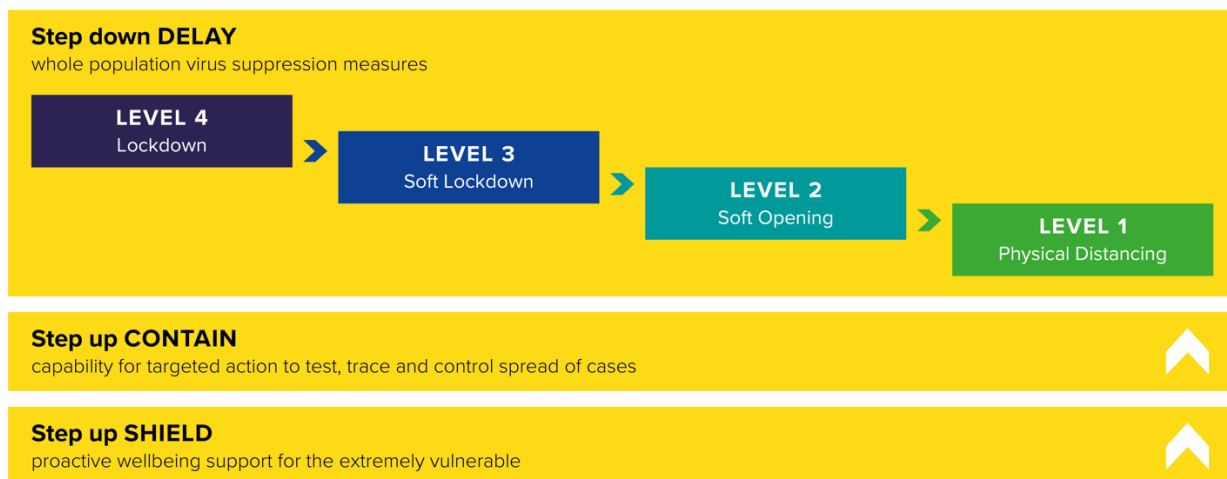 Step down DELAY
whole population virus suppression measures
LEVEL 4
Lockdown
LEVEL 3
Soft Lockdown
LEVEL 2
Soft Opening
LEVEL 1
Physical Distancing
Step up CONTAIN
capability for targeted action to test, trace and control spread of cases
Step up SHIELD
proactive wellbeing support for the extremely vulnerable